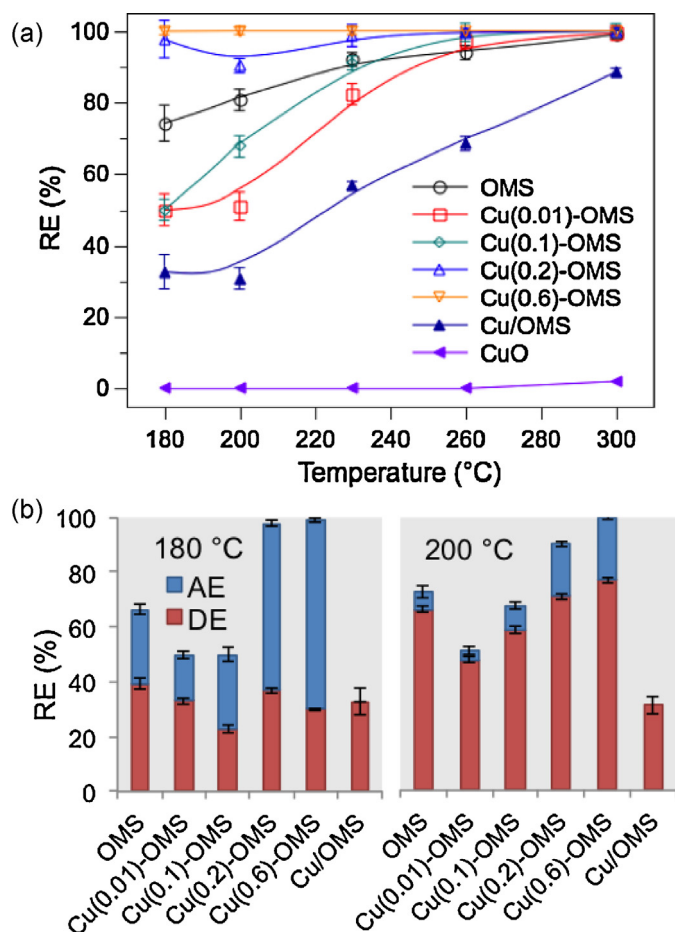 (a)
100
80
60
40
20
0
RE (%)
OMS
Cu(0.01)-OMS
Cu(0.1)-OMS
Cu(0.2)-OMS
Cu(0.6)-OMS
Cu/OMS
CuO
180 200 220 240 260 280 300
Temperature (°C)
(b)
100
80
60
40
20
0
RE (%)
180 °C
AE
DE
200 °C
OMS
Cu(0.01)-OMS
Cu(0.1)-OMS
Cu(0.2)-OMS
Cu(0.6)-OMS
Cu/OMS
OMS
Cu(0.01)-OMS
Cu(0.1)-OMS
Cu(0.2)-OMS
Cu(0.6)-OMS
Cu/OMS